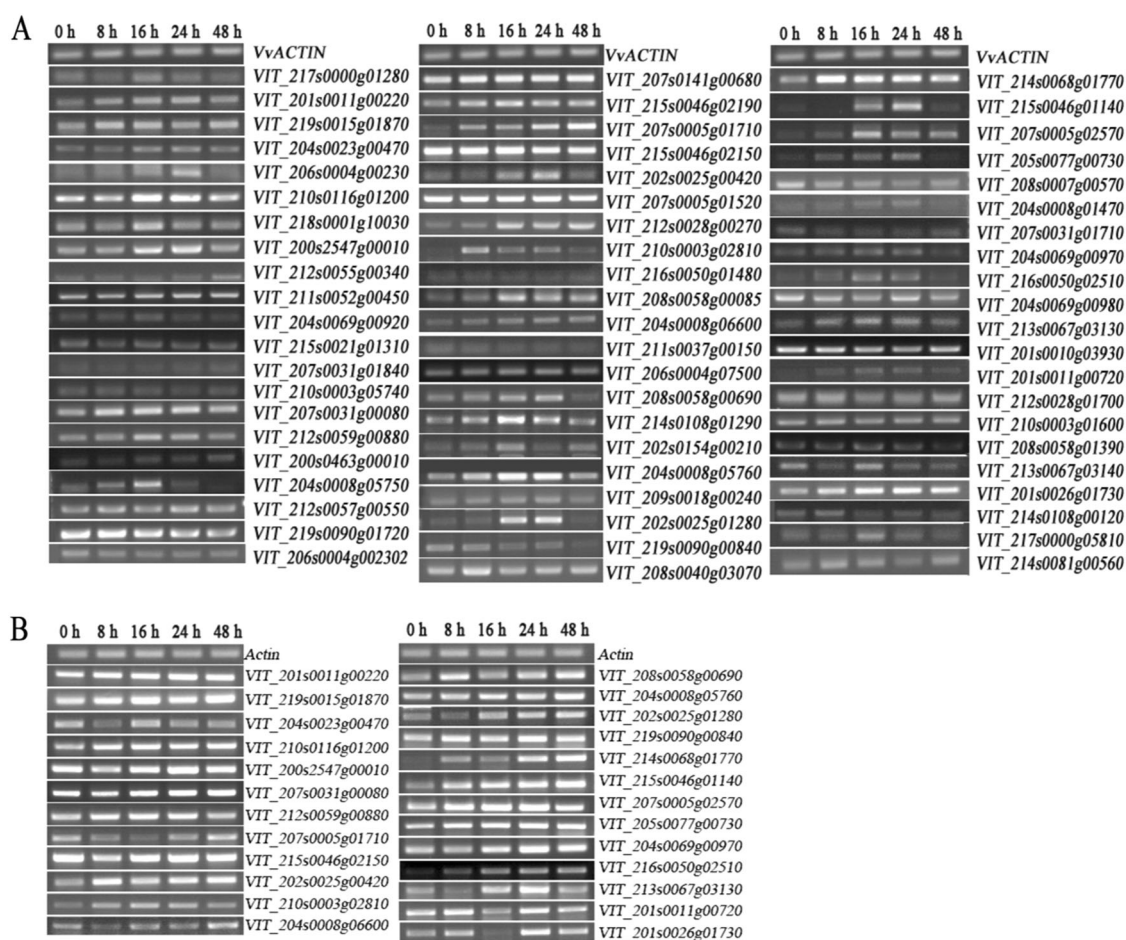 A
0 h 8 h 16 h 24 h 48 h
VvACTIN
VIT_217s0000g01280
VIT_201s0011g00220
VIT_219s0015g01870
VIT_204s0023g00470
VIT_206s0004g00230
VIT_210s0116g01200
VIT_218s0001g10030
VIT_200s2547g00010
VIT_212s0055g00340
VIT_211s0052g00450
VIT_204s0069g00920
VIT_215s0021g01310
VIT_207s0031g01840
VIT_210s0003g05740
VIT_207s0031g00080
VIT_212s0059g00880
VIT_200s0463g00010
VIT_204s0008g05750
VIT_212s0057g00550
VIT_219s0090g01720
VIT_206s0004g002302
0 h 8 h 16 h 24 h 48 h
VvACTIN
VIT_207s0141g00680
VIT_215s0046g02190
VIT_207s0005g01710
VIT_215s0046g02150
VIT_202s0025g00420
VIT_207s0005g01520
VIT_212s0028g00270
VIT_210s0003g02810
VIT_216s0050g01480
VIT_208s0058g00085
VIT_204s0008g06600
VIT_211s0037g00150
VIT_206s0004g07500
VIT_208s0058g00690
VIT_214s0108g01290
VIT_202s0154g00210
VIT_204s0008g05760
VIT_209s0018g00240
VIT_202s0025g01280
VIT_219s0090g00840
VIT_208s0040g03070
0 h 8 h 16 h 24 h 48 h
VvACTIN
VIT_214s0068g01770
VIT_215s0046g01140
VIT_207s0005g02570
VIT_205s0077g00730
VIT_208s0007g00570
VIT_204s0008g01470
VIT_207s0031g01710
VIT_204s0069g00970
VIT_216s0050g02510
VIT_204s0069g00980
VIT_213s0067g03130
VIT_201s0010g03930
VIT_201s0011g00720
VIT_212s0028g01700
VIT_210s0003g01600
VIT_208s0058g01390
VIT_213s0067g03140
VIT_201s0026g01730
VIT_214s0108g00120
VIT_217s0000g05810
VIT_214s0081g00560
B
0 h 8 h 16 h 24 h 48 h
Actin
VIT_201s0011g00220
VIT_219s0015g01870
VIT_204s0023g00470
VIT_210s0116g01200
VIT_200s2547g00010
VIT_207s0031g00080
VIT_212s0059g00880
VIT_207s0005g01710
VIT_215s0046g02150
VIT_202s0025g00420
VIT_210s0003g02810
VIT_204s0008g06600
0 h 8 h 16 h 24 h 48 h
Actin
VIT_208s0058g00690
VIT_204s0008g05760
VIT_202s0025g01280
VIT_219s0090g00840
VIT_214s0068g01770
VIT_215s0046g01140
VIT_207s0005g02570
VIT_205s0077g00730
VIT_204s0069g00970
VIT_216s0050g02510
VIT_213s0067g03130
VIT_201s0011g00720
VIT_201s0026g01730